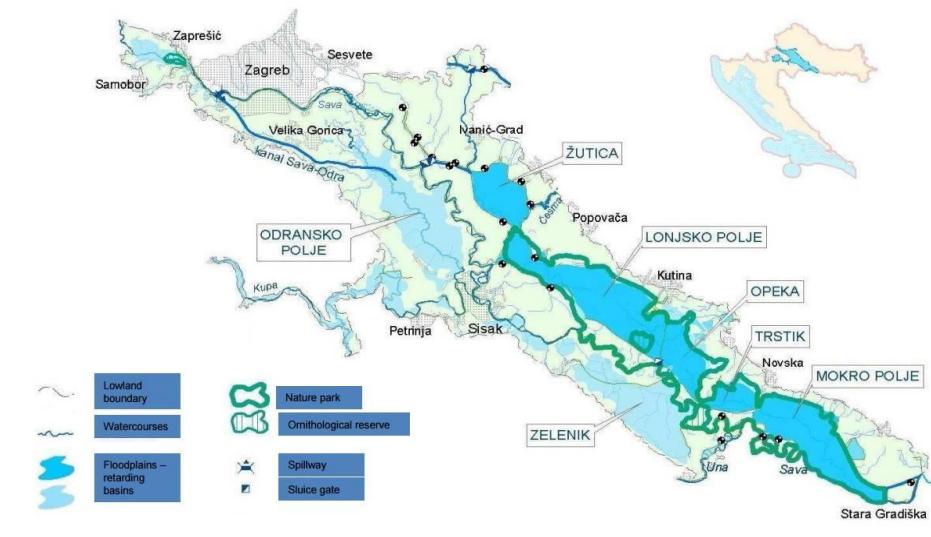 Zaprešić
Sesvete
Zagreb
Samobor
Sava
Ivanić-Grad
Velika Gorica
kanal Sava-Odra
ŽUTICA
Česma
Popovača
ODRANSKO
POLJE
LONJSKO POLJE
Kutina
Kupa
OPEKA
Petrinja
Sisak
TRSTIK
Novska
MOKRO POLJE
ZELENIK
Una
Sava
Stara Gradiška
Lowland
boundary
Watercourses
Floodplains –
retarding
basins
Nature park
Ornithological reserve
Spillway
Sluice gate